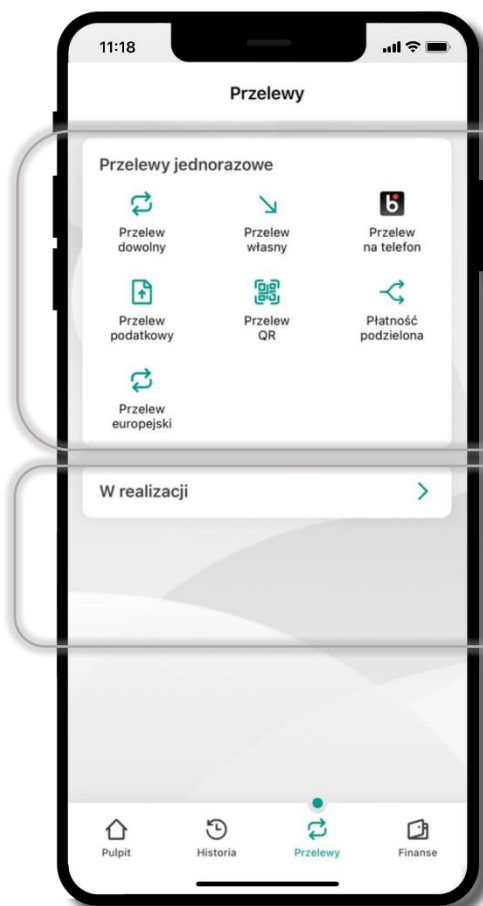 11:18
Przelewy
Przelewy jednorazowe
Przelew
dowolny
Przelew
własny
Przelew
na telefon
Przelew
podatkowy
Przelew
QR
Płatność
podzielona
Przelew
europejski
W realizacji
Pulpit
Historia
Przelewy
Finanse